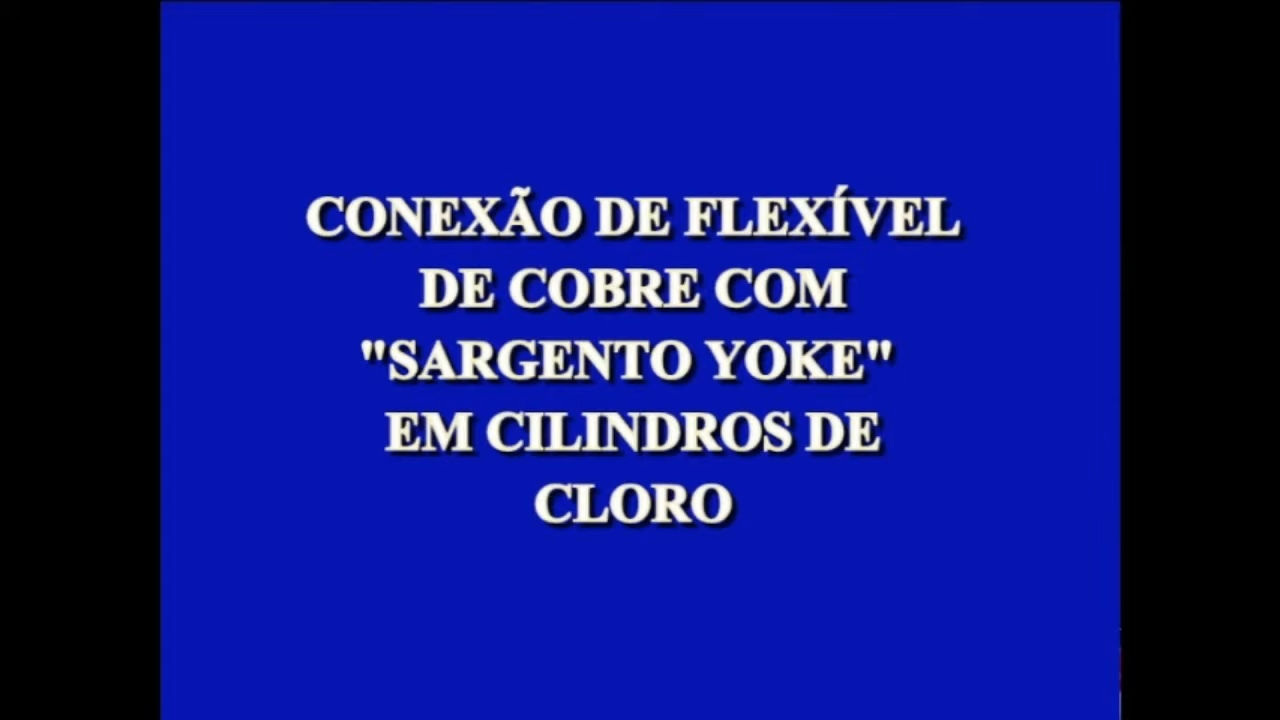 CONEXÃO DE FLEXÍVEL
DE COBRE COM
"SARGENTO YOKE"
EM CILINDROS DE
CLORO